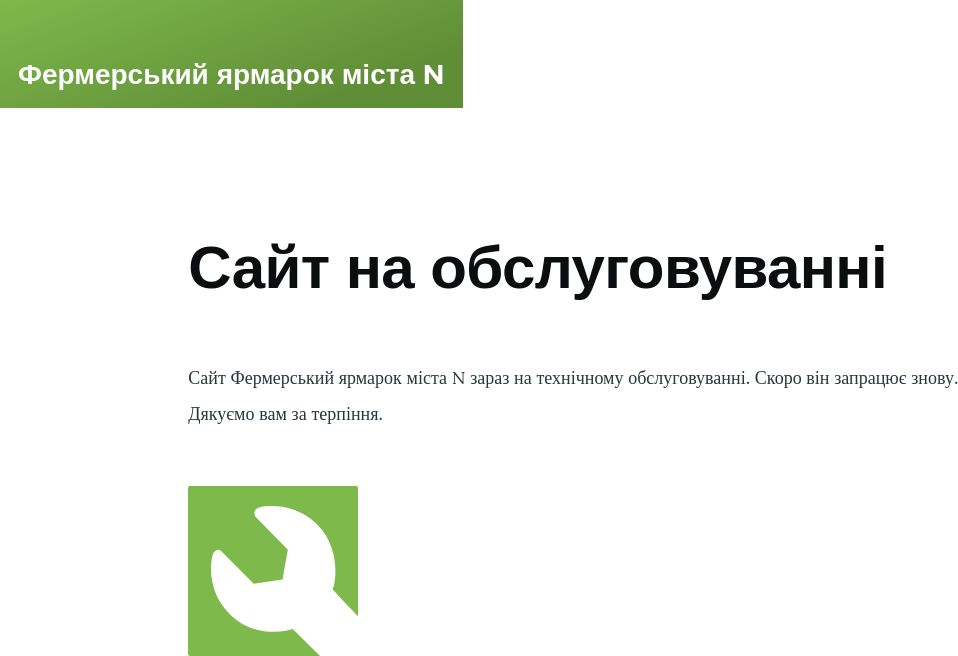 Фермерський ярмарок міста N
Сайт на обслуговуванні
Сайт Фермерський ярмарок міста N зараз на технічному обслуговуванні. Скоро він запрацює знову.
Дякуємо вам за терпіння.